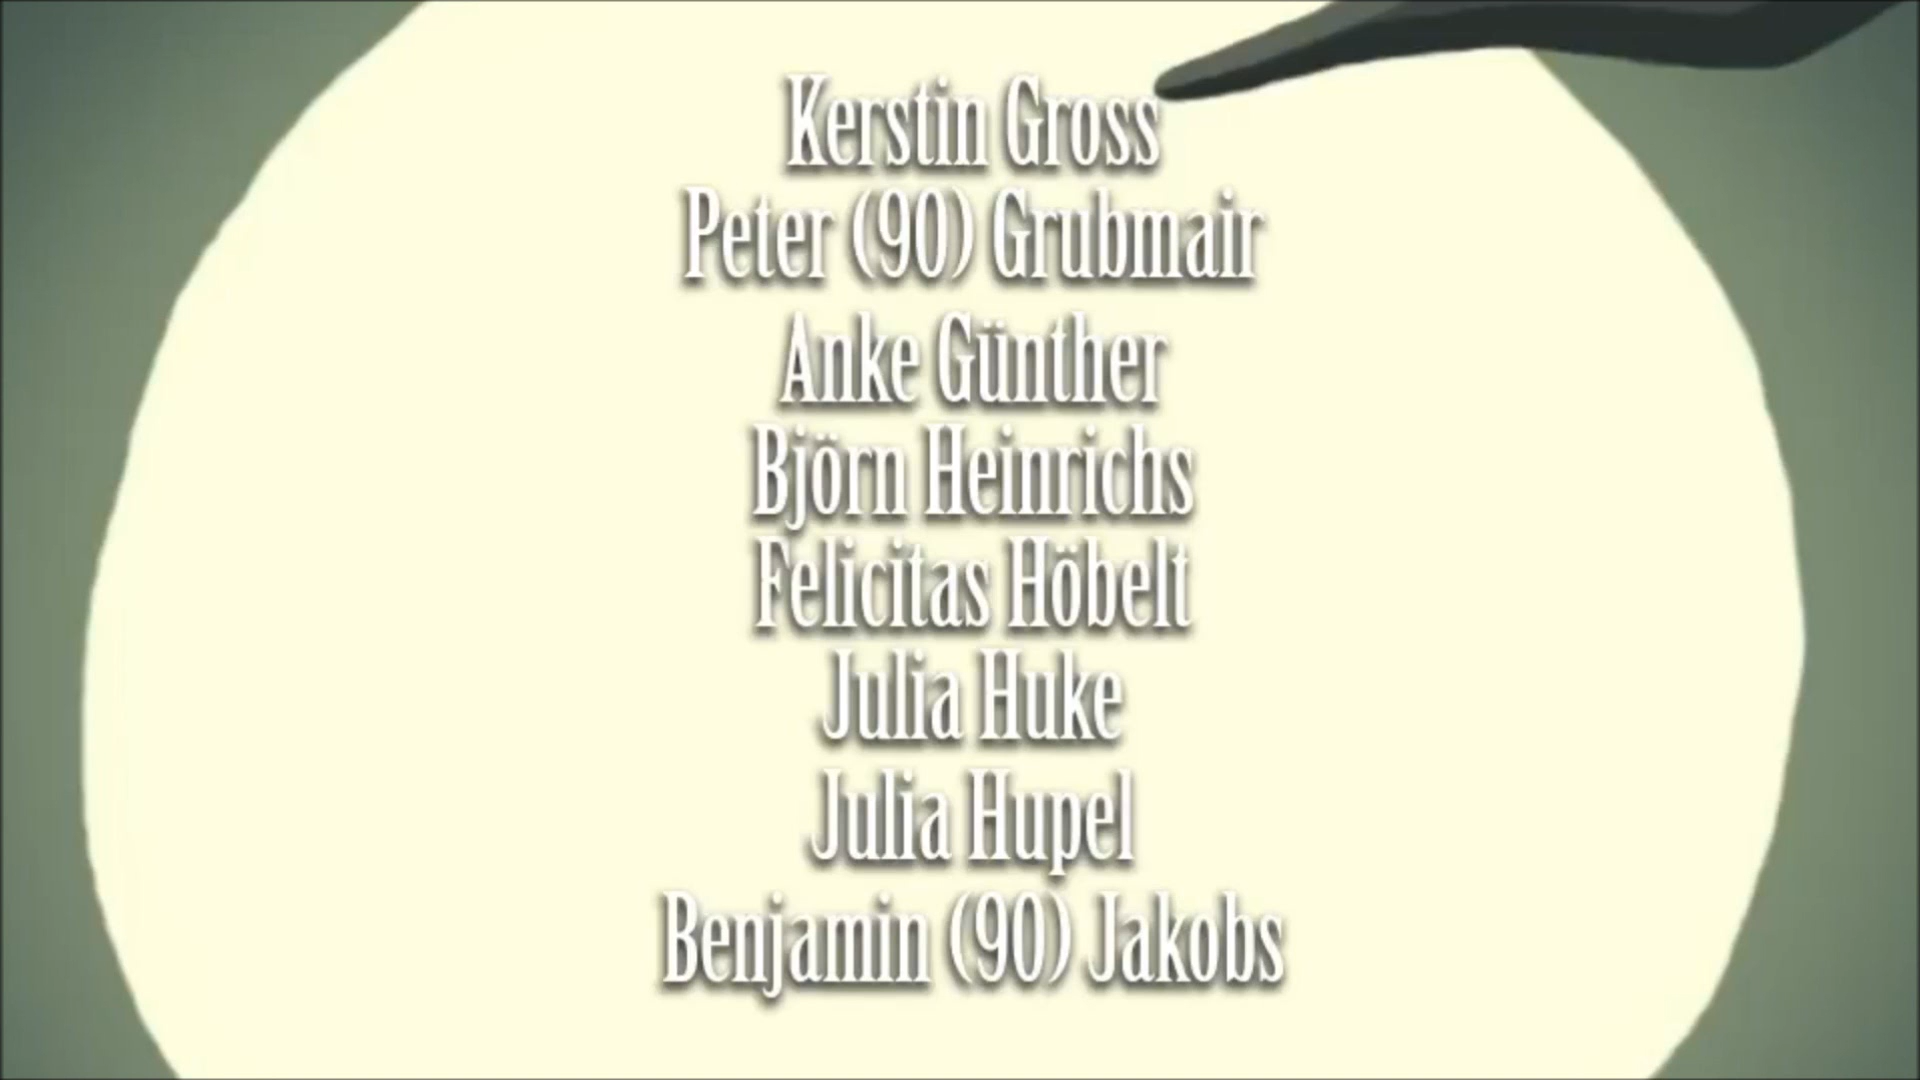 Kerstin Gross
Peter (90) Grubmair
Anke Günther
Björn Heinrichs
Felicitas Höbelt
Julia Huke
Julia Hupel
Benjamin (90) Jakobs